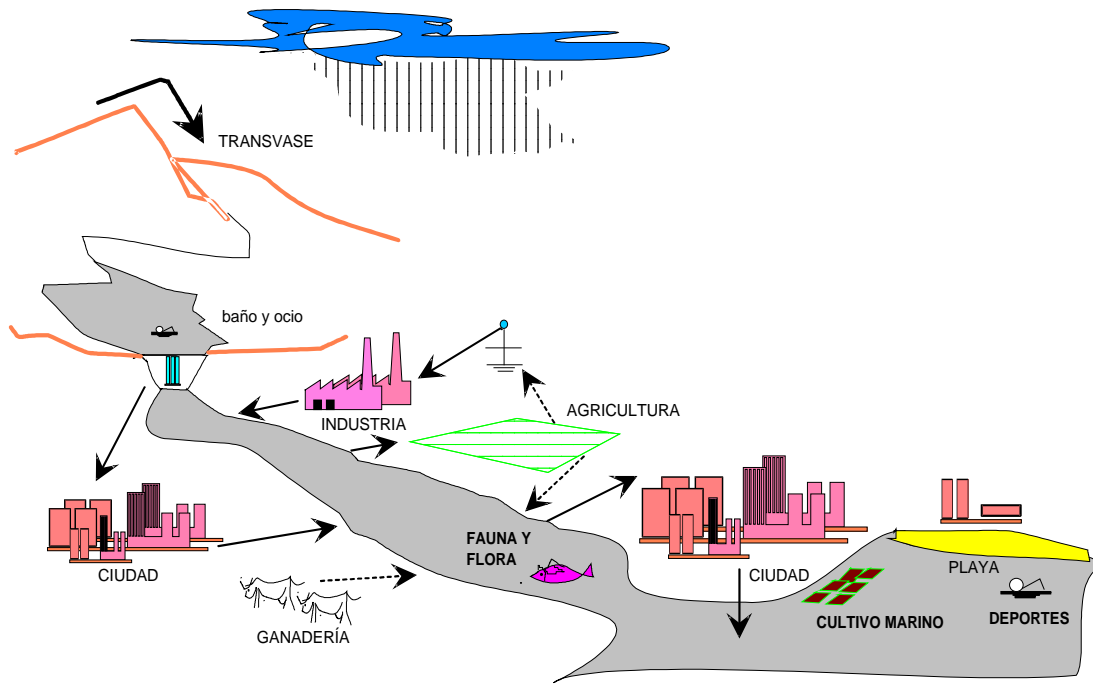 TRANSVASE
baño y ocio
INDUSTRIA
AGRICULTURA
CIUDAD
FAUNA Y
FLORA
GANADERÍA
CIUDAD
PLAYA
CULTIVO MARINO
DEPORTES